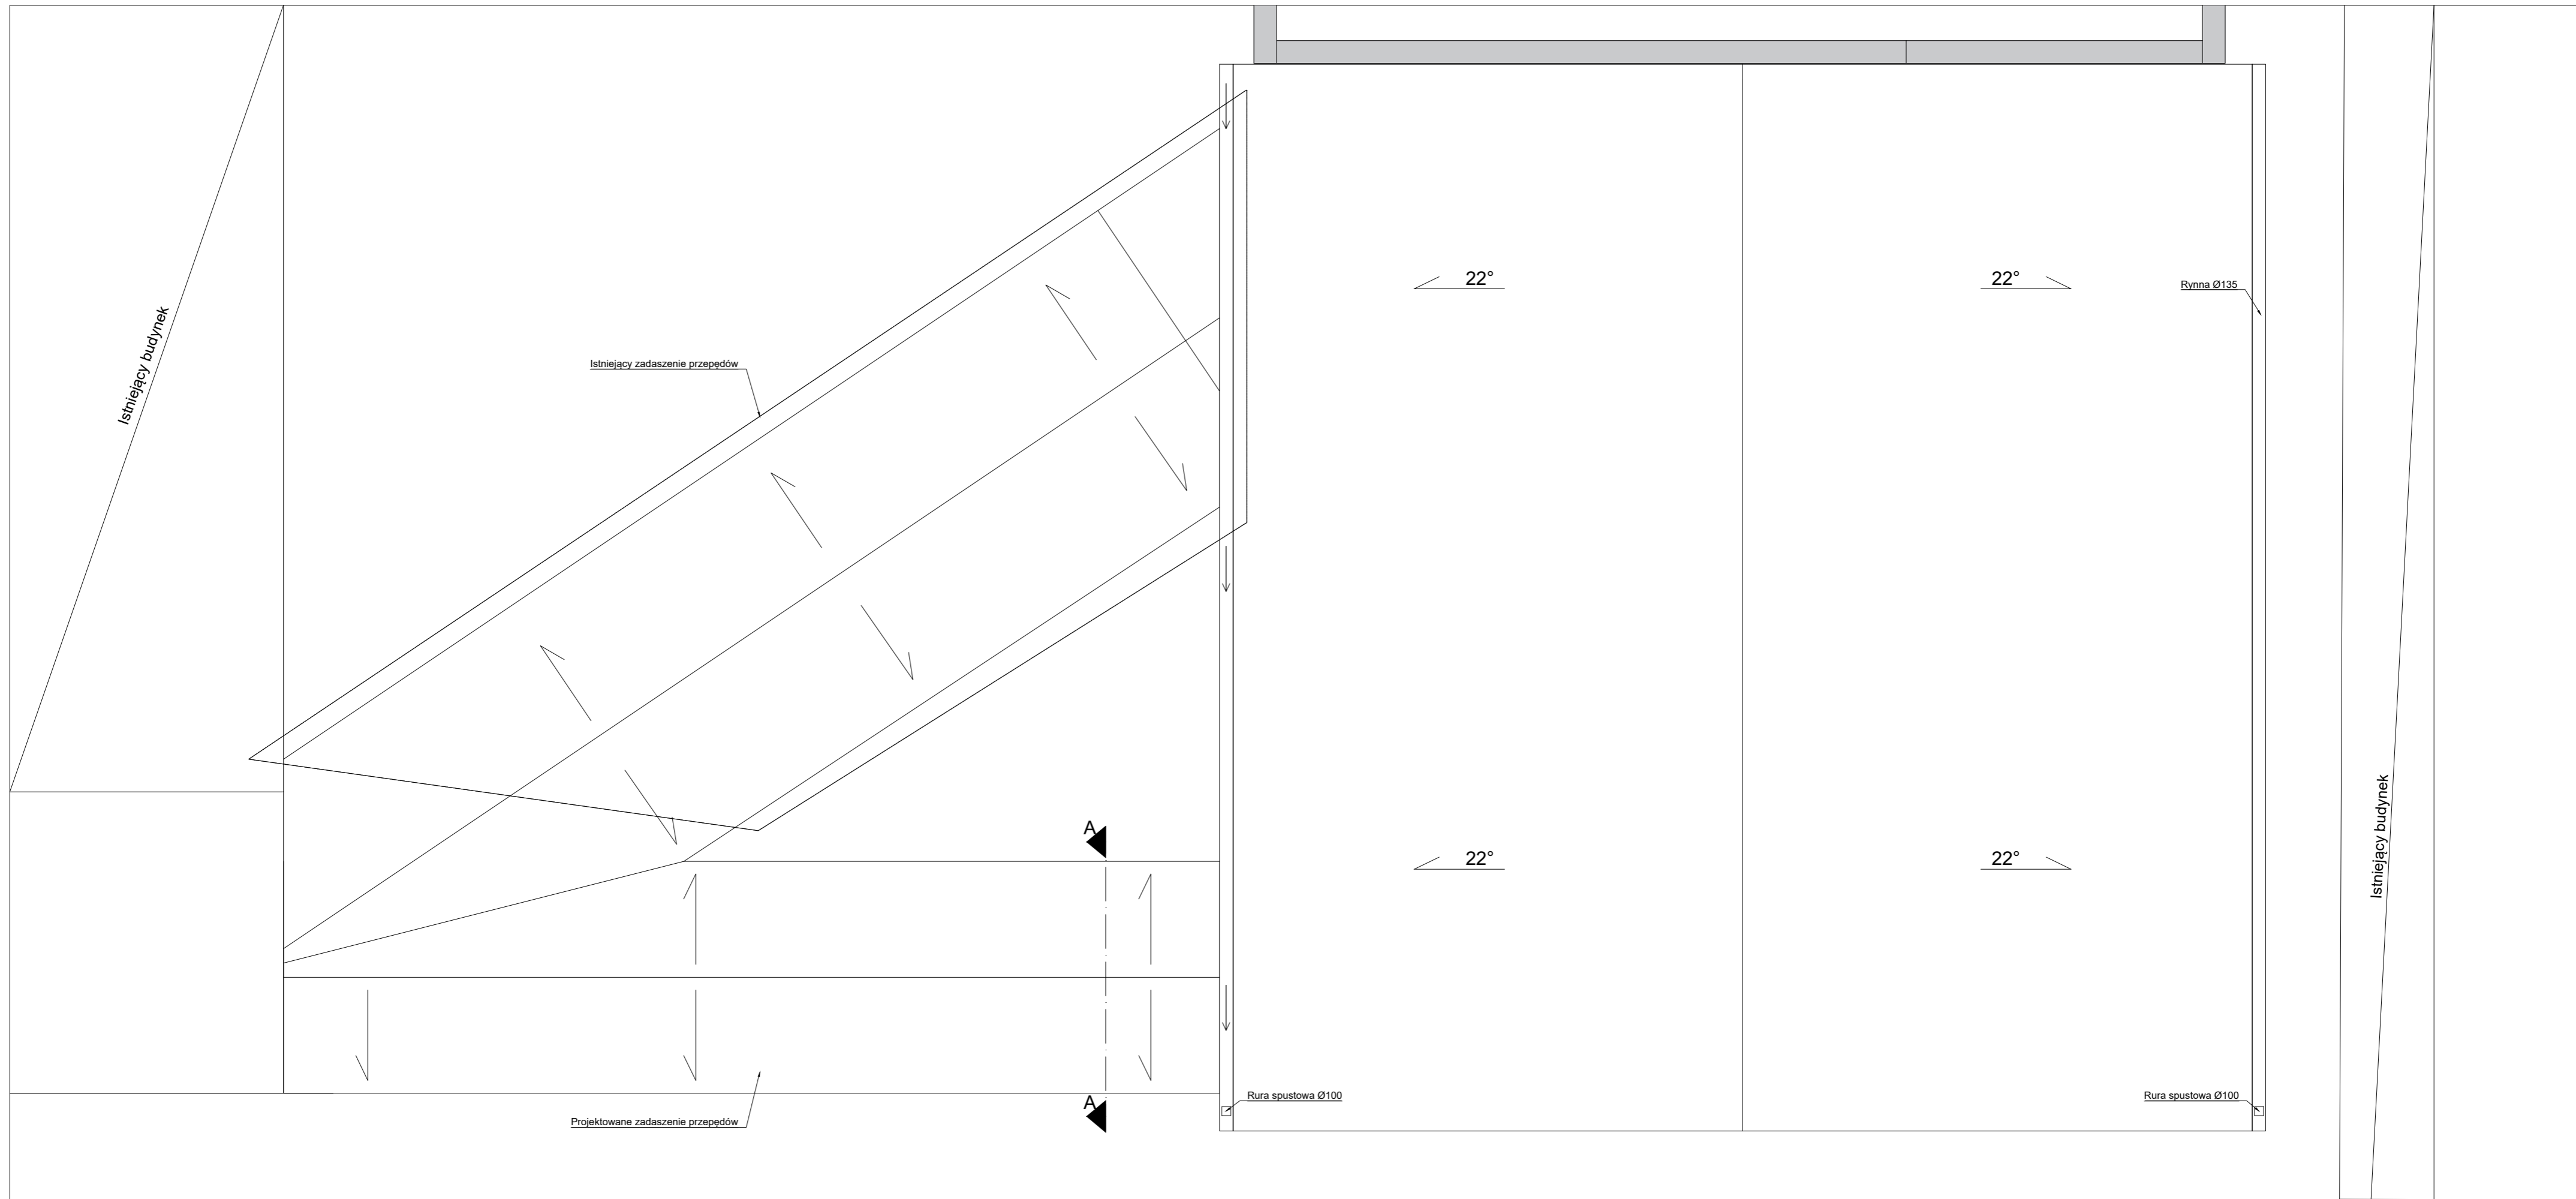 22°
22°
Rynna Ø135
Istniejący budynek
Istniejący zadaszenie przepędów
A
22°
22°
Istniejący budynek
A
Rura spustowa Ø100
Rura spustowa Ø100
Projektowane zadaszenie przepędów